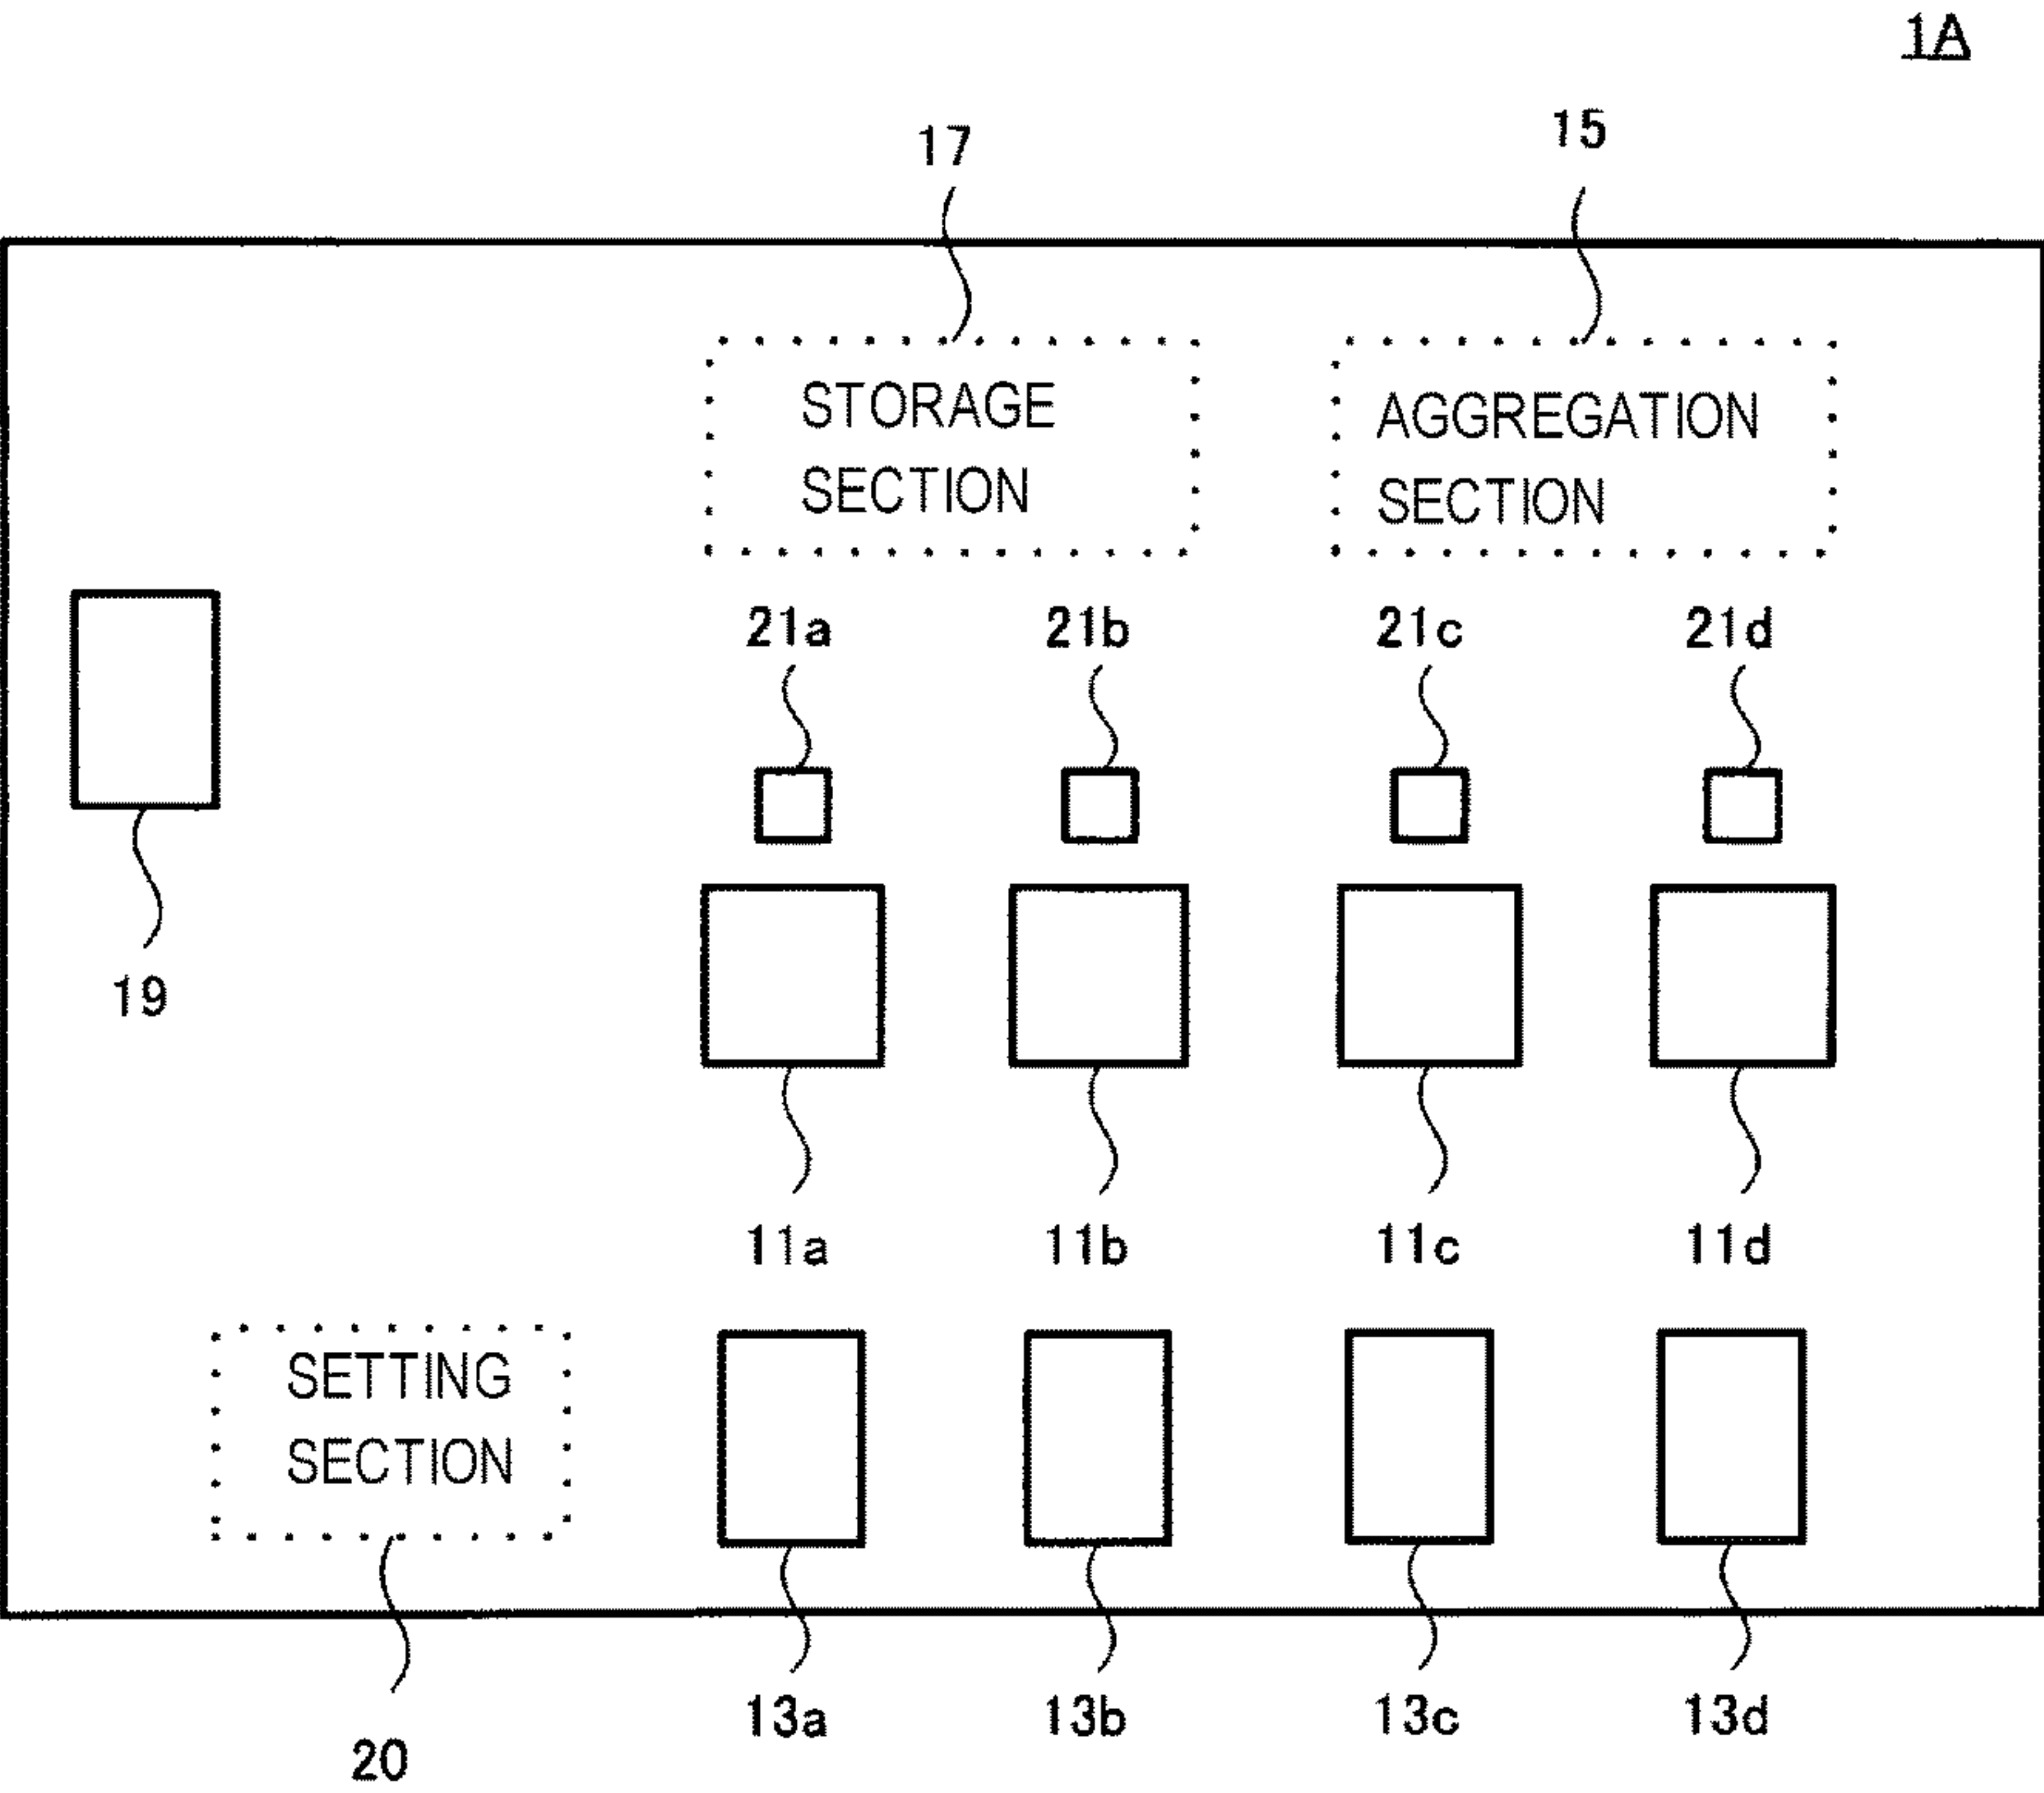 1A
17
15
STORAGE
SECTION
AGGREGATION
SECTION
21a
21b
21c
21d
19
11a
11b
11c
11d
SETTING
SECTION
13a
13b
13c
13d
20